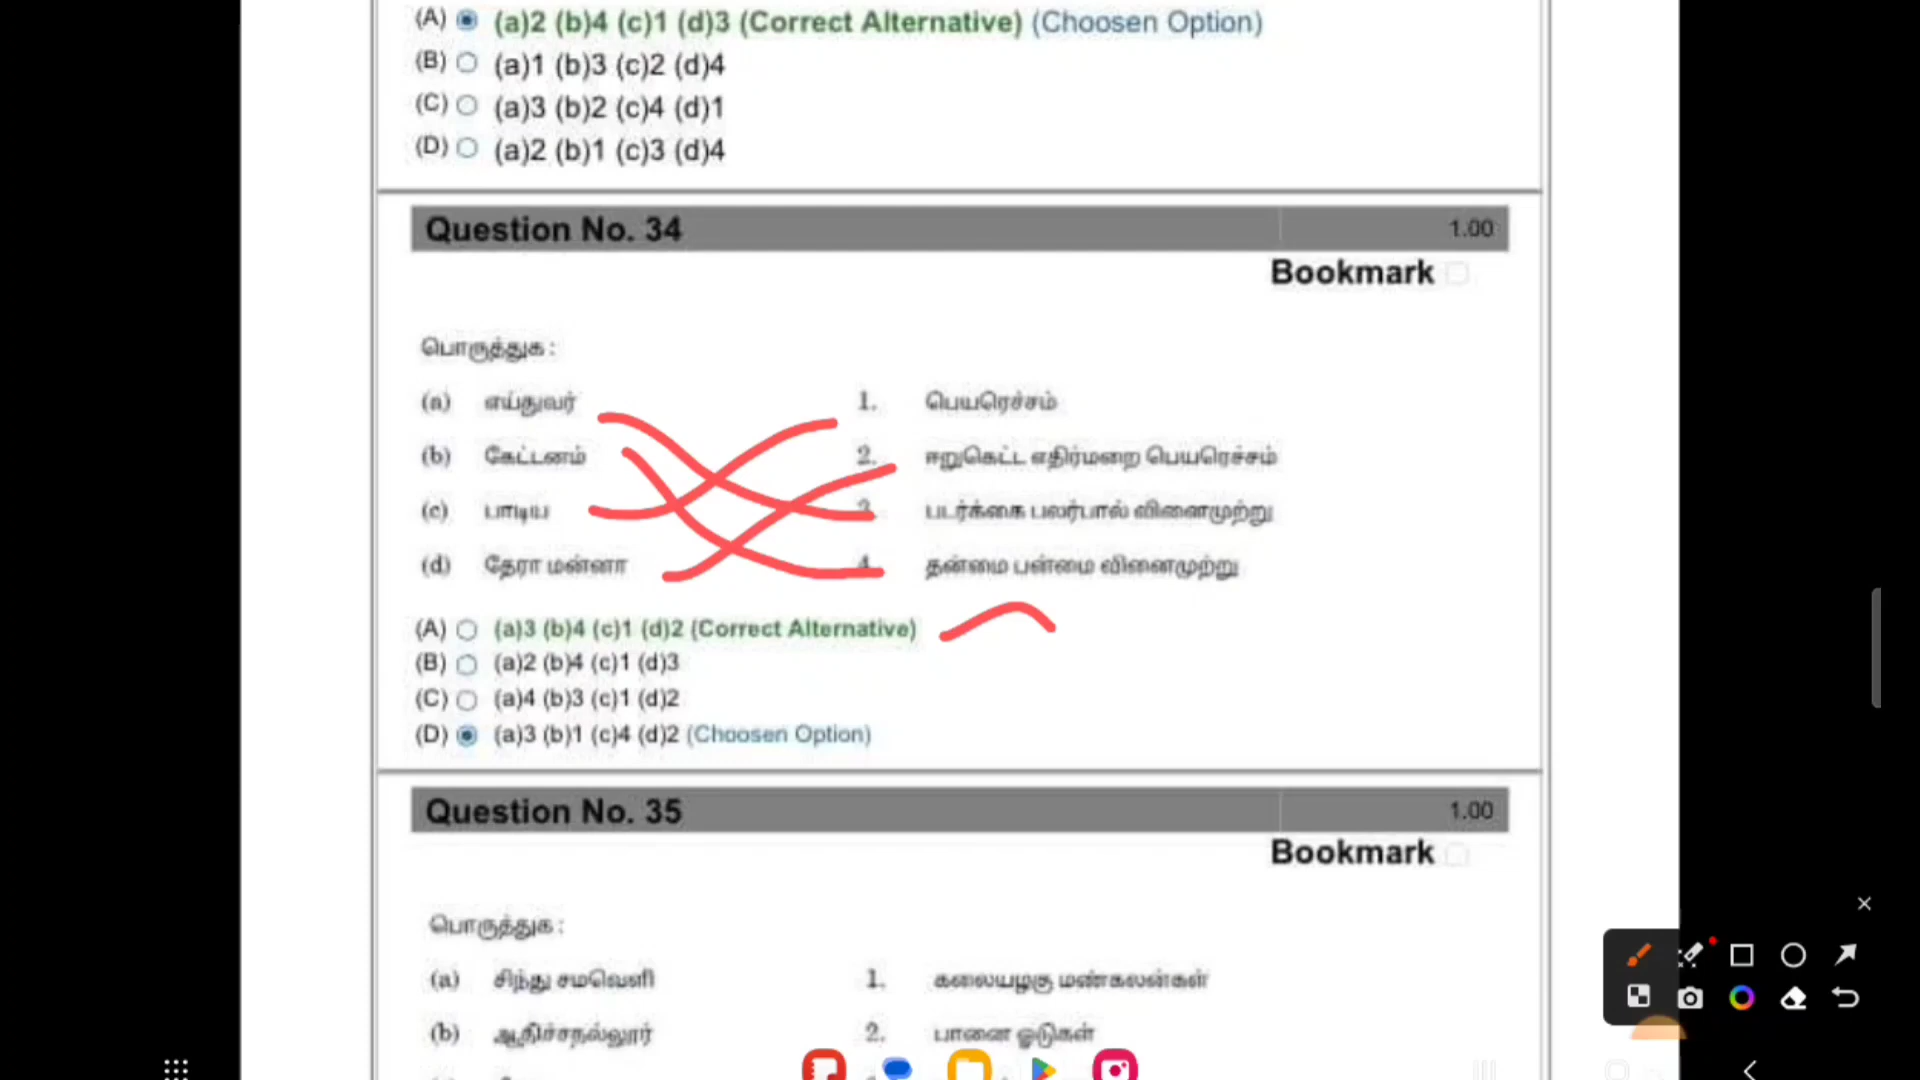 (A) (a)2 (b)4 (c)1 (d)3 (Correct Alternative) (Choosen Option)
(B) (a)1 (b)3 (c)2 (d)4
(C) (a)3 (b)2 (c)4 (d)1
(D) (a)2 (b)1 (c)3 (d)4
Question No. 34 1.00
Bookmark
பொருத்துக :
(a) எய்துவர் 1. பெயரெச்சம்
(b) கேட்டனம் 2. ஈறுகெட்ட எதிர்மறை பெயரெச்சம்
(c) பாடிய 3. படர்க்கை பலர்பால் வினைமுற்று
(d) தேரா மன்னா 4. தன்மை பன்மை வினைமுற்று
(A) (a)3 (b)4 (c)1 (d)2 (Correct Alternative)
(B) (a)2 (b)4 (c)1 (d)3
(C) (a)4 (b)3 (c)1 (d)2
(D) (a)3 (b)1 (c)4 (d)2 (Choosen Option)
Question No. 35 1.00
Bookmark
பொருத்துக :
(a) சிந்து சமவெளி 1. கலையழகு மண்கலன்கள்
(b) ஆதிச்சநல்லூர் 2. பானை ஓடுகள்